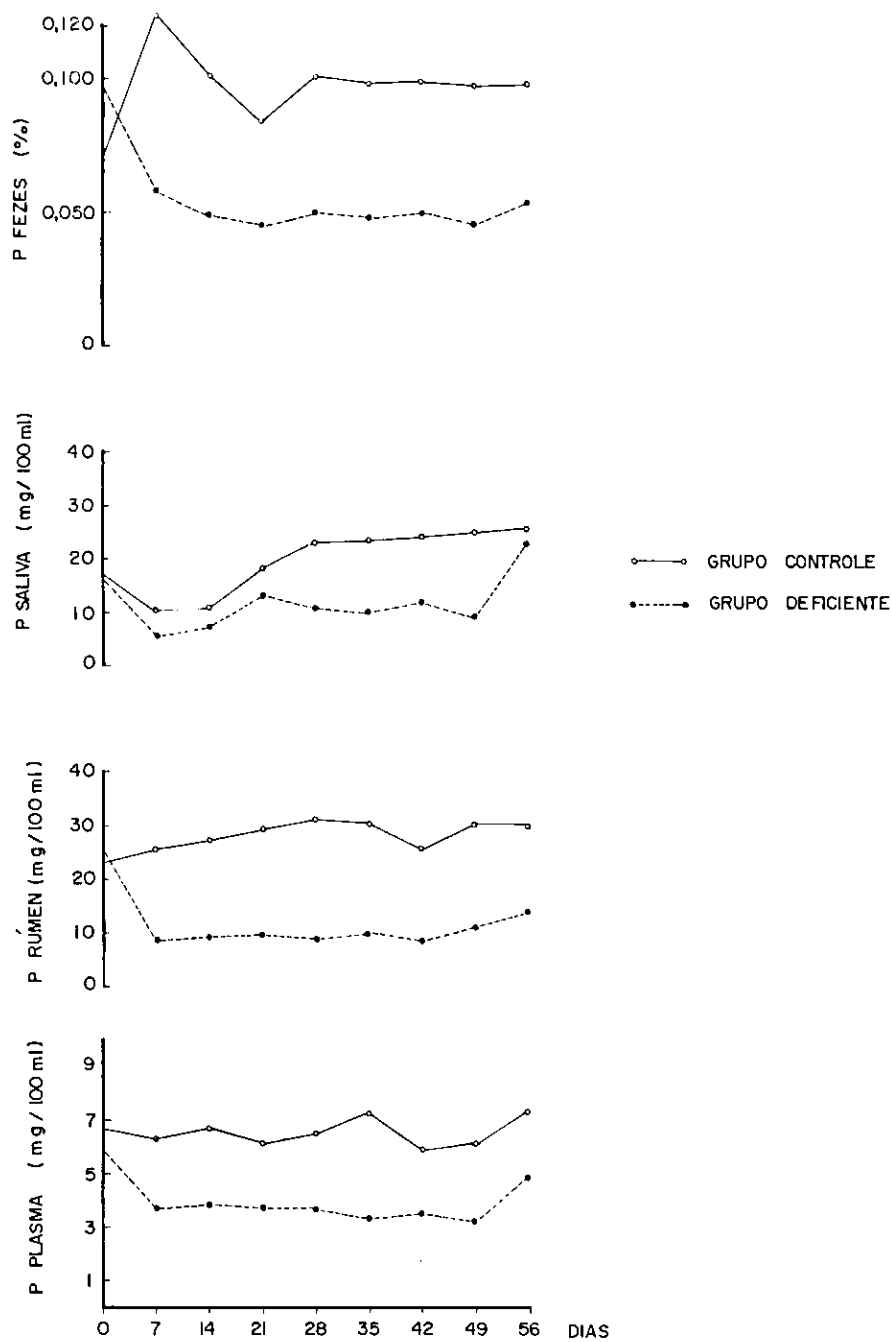 P FEZES (%)
0,120
0,100
0,050
0
P SALIVA (mg/100ml)
40
30
20
10
0
GRUPO CONTROLE
GRUPO DEFICIENTE
P RÚMEN (mg/100ml)
40
30
20
10
0
P PLASMA (mg/100ml)
9
7
5
3
1
0 7 14 21 28 35 42 49 56 DIAS